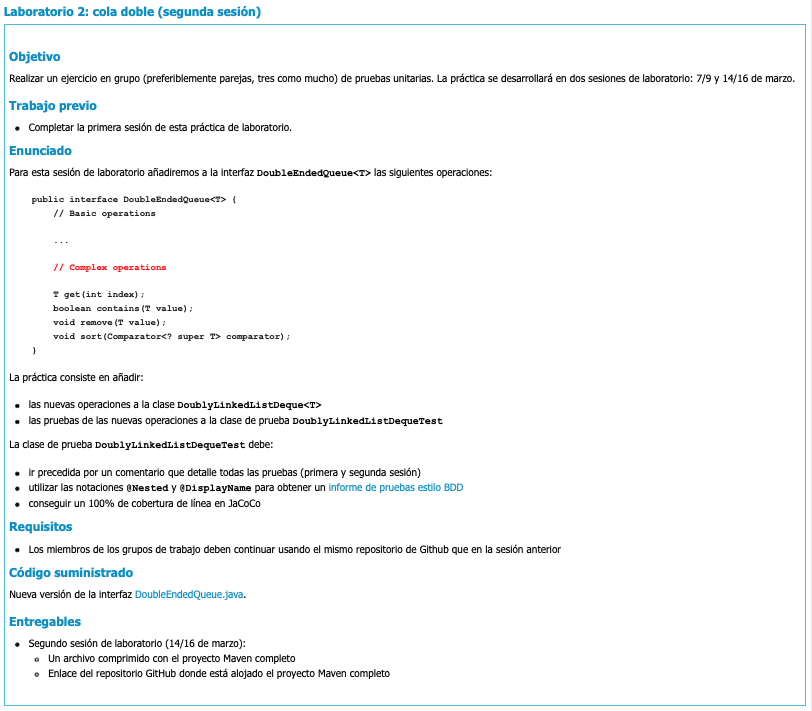 Laboratorio 2: cola doble (segunda sesión)
Objetivo
Realizar un ejercicio en grupo (preferiblemente parejas, tres como mucho) de pruebas unitarias. La práctica se desarrollará en dos sesiones de laboratorio: 7/9 y 14/16 de marzo.
Trabajo previo
• Completar la primera sesión de esta práctica de laboratorio.
Enunciado
Para esta sesión de laboratorio añadiremos a la interfaz DoubleEndedQueue<T> las siguientes operaciones:
public interface DoubleEndedQueue<T> {
// Basic operations
...
// Complex operations
T get(int index);
boolean contains(T value);
void remove(T value);
void sort(Comparator<? super T> comparator);
}
La práctica consiste en añadir:
• las nuevas operaciones a la clase DoublyLinkedListDeque<T>
• las pruebas de las nuevas operaciones a la clase de prueba DoublyLinkedListDequeTest
La clase de prueba DoublyLinkedListDequeTest debe:
• ir precedida por un comentario que detalle todas las pruebas (primera y segunda sesión)
• utilizar las notaciones @Nested y @DisplayName para obtener un informe de pruebas estilo BDD
• conseguir un 100% de cobertura de línea en JaCoCo
Requisitos
• Los miembros de los grupos de trabajo deben continuar usando el mismo repositorio de Github que en la sesión anterior
Código suministrado
Nueva versión de la interfaz DoubleEndedQueue.java.
Entregables
• Segundo sesión de laboratorio (14/16 de marzo):
o Un archivo comprimido con el proyecto Maven completo
o Enlace del repositorio GitHub donde está alojado el proyecto Maven completo